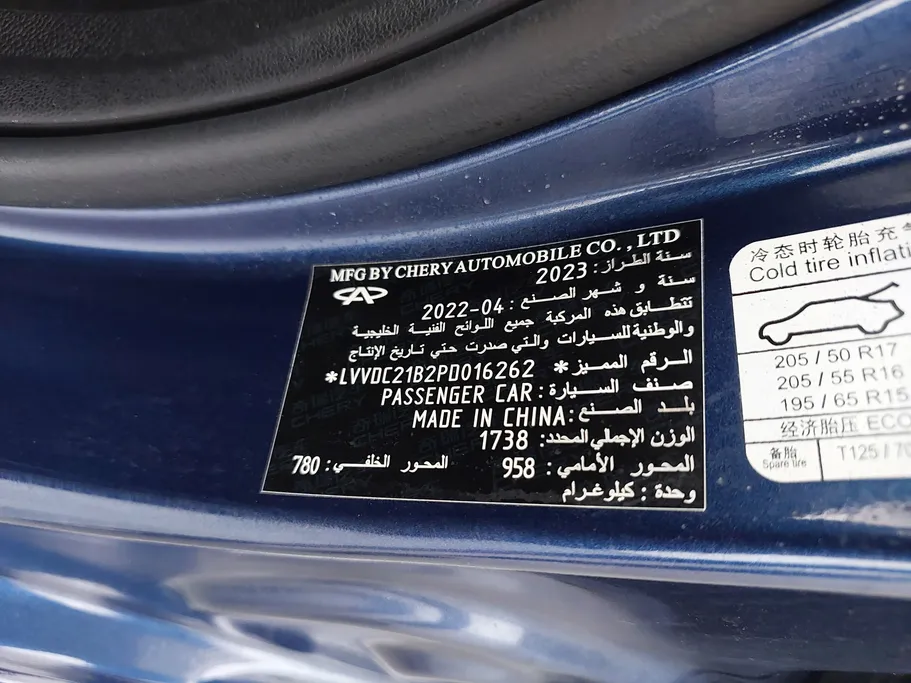 MFG BY CHERY AUTOMOBILE CO., LTD
سنة الطراز: 2023
سنة و شهر الصنع: 2022-04
تتطابق هذه المركبة جميع اللوائح الفنية الخليجية
والوطنية للسيارات والتي صدرت حتي تاريخ الإنتاج
الرقم المميز: *LVVDC21B2PD016262*
صنف السيارة: PASSENGER CAR
بلد الصنع: MADE IN CHINA
الوزن الإجمالي المحدد: 1738
المحور الأمامي: 958 المحور الخلفي: 780
وحدة: كيلوغرام
冷态时轮胎充气
Cold tire inflati
205 / 50 R17
205 / 55 R16
195 / 65 R15
经济胎压 ECO
备胎
Spare tire
T125 / 70